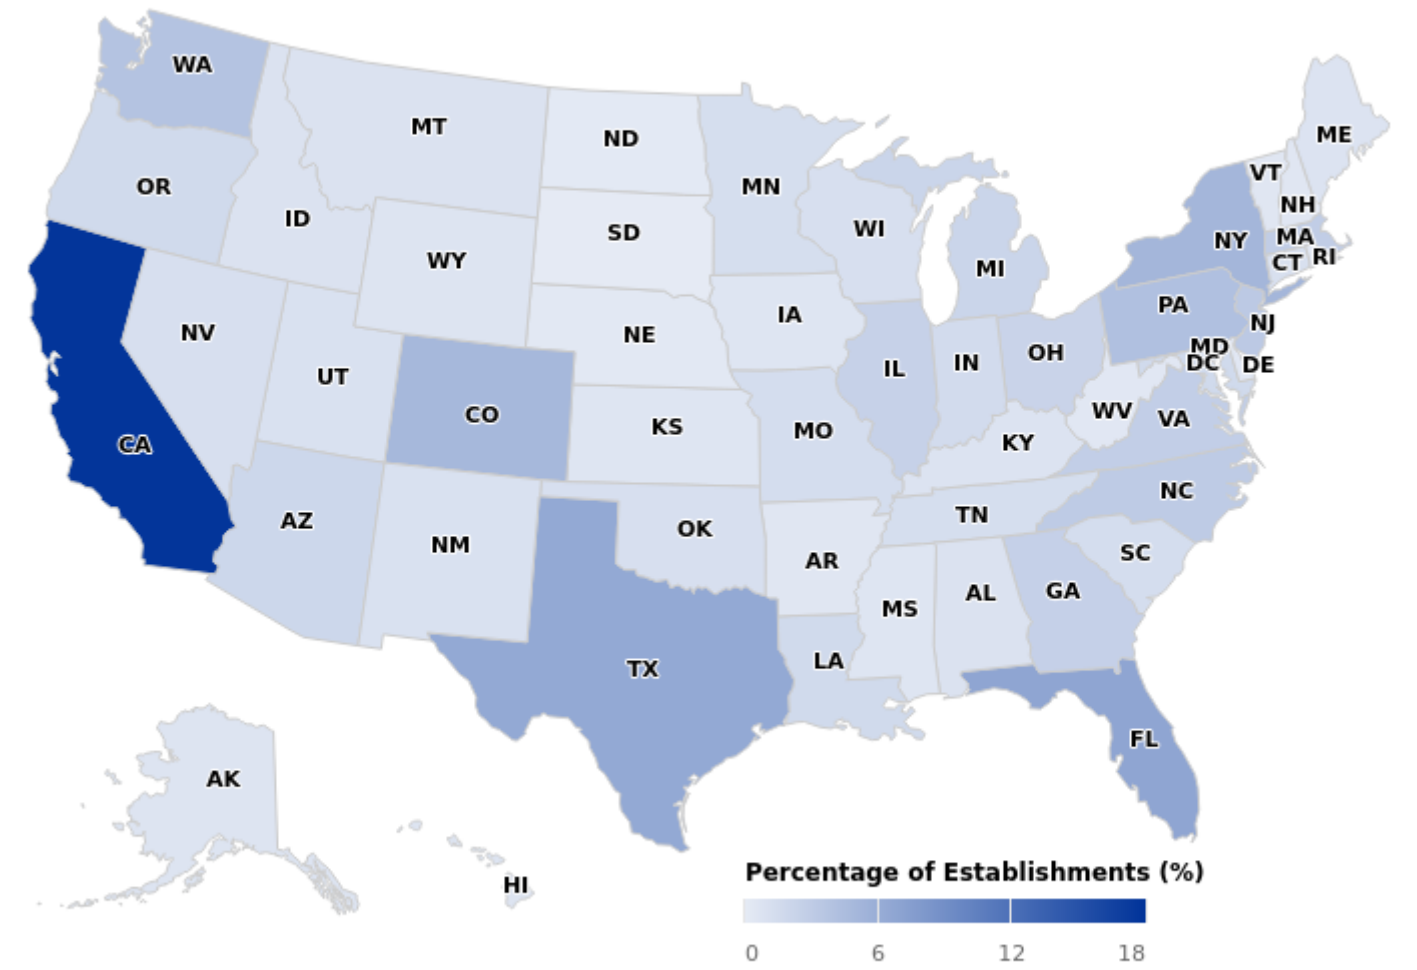 WA
MT
ND
MN
OR
ID
SD
WI
WY
MI
ME
VT
NH
NY
MA
CT
RI
NV
UT
CO
NE
IA
IL
IN
OH
PA
NJ
MD
DC
DE
CA
KS
MO
KY
WV
VA
AZ
NM
OK
AR
TN
NC
SC
MS
AL
GA
TX
LA
FL
AK
HI
Percentage of Establishments (%)
0 6 12 18